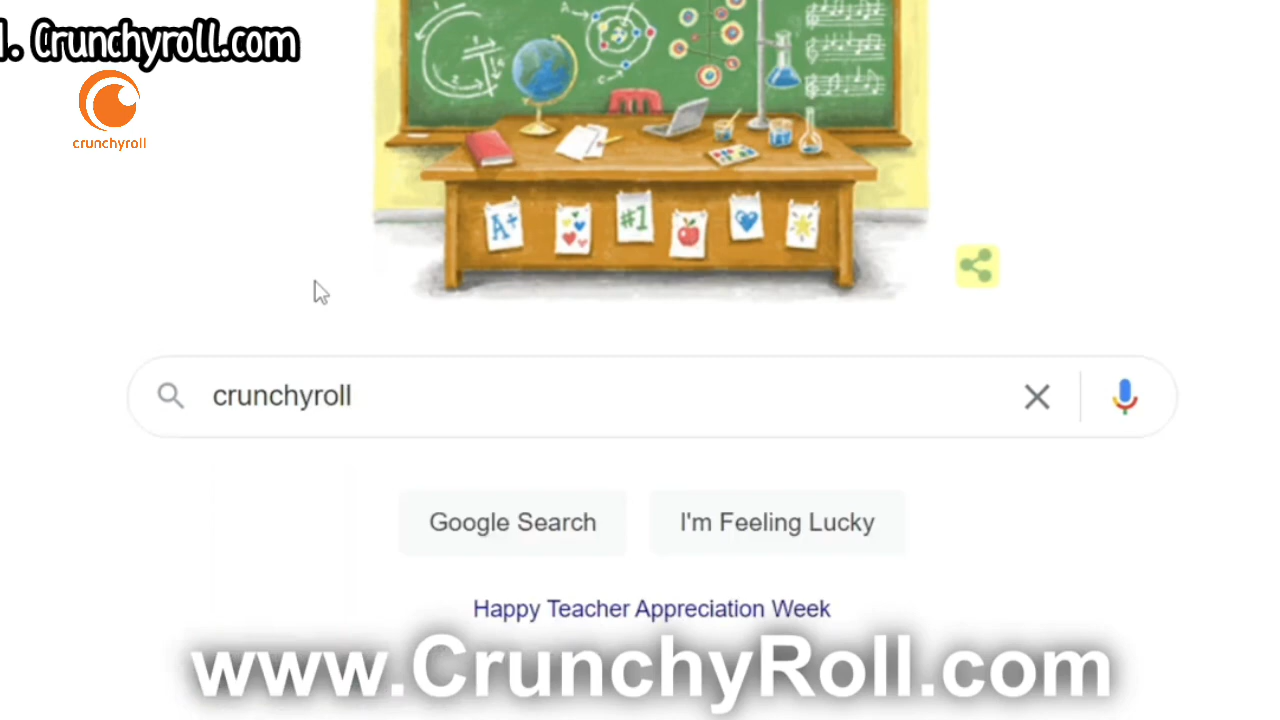 1. Crunchyroll.com
crunchyroll
A
C
A+
#1
crunchyroll
Google Search
I'm Feeling Lucky
Happy Teacher Appreciation Week
www.CrunchyRoll.com